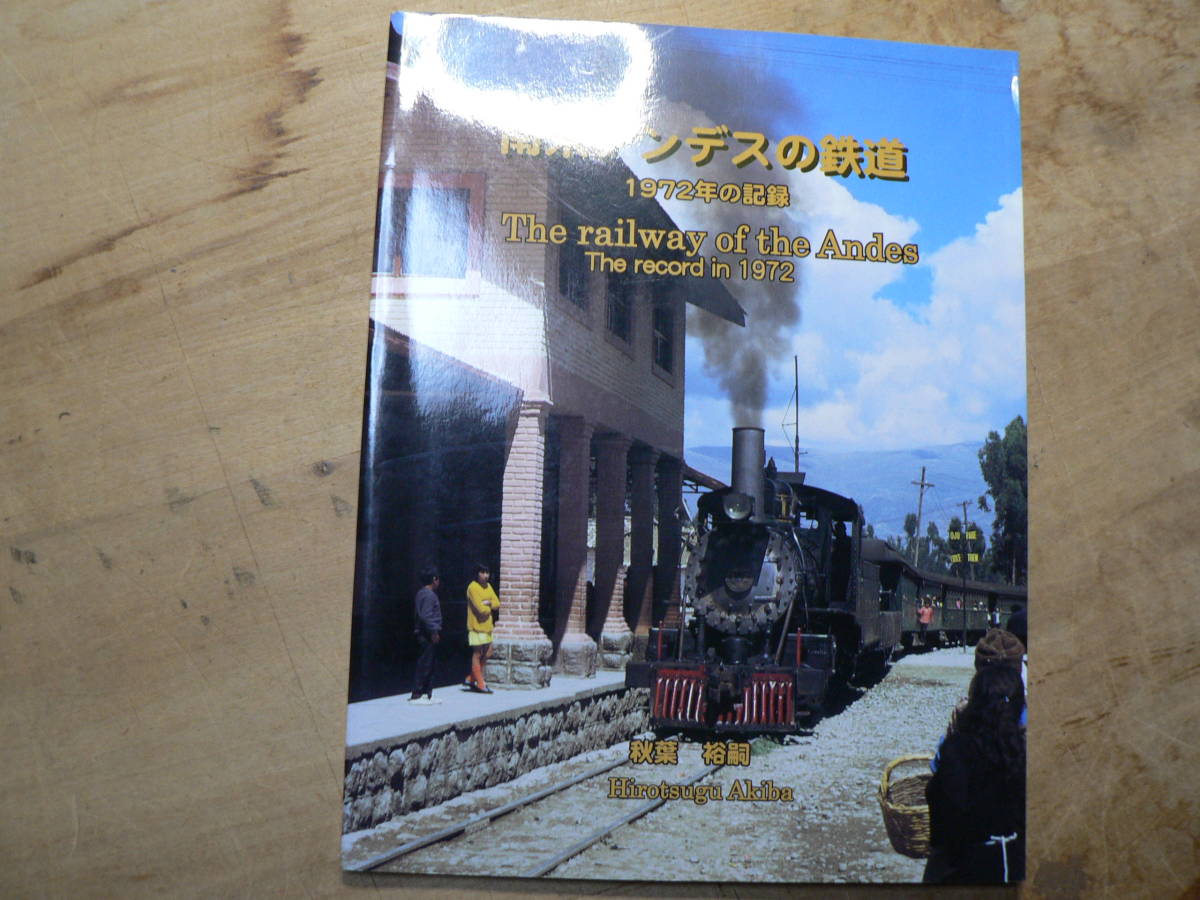 ンデスの鉄道
1972年の記録
The railway of the Andes
The record in 1972
秋葉 裕嗣
Hirotsugu Akiba